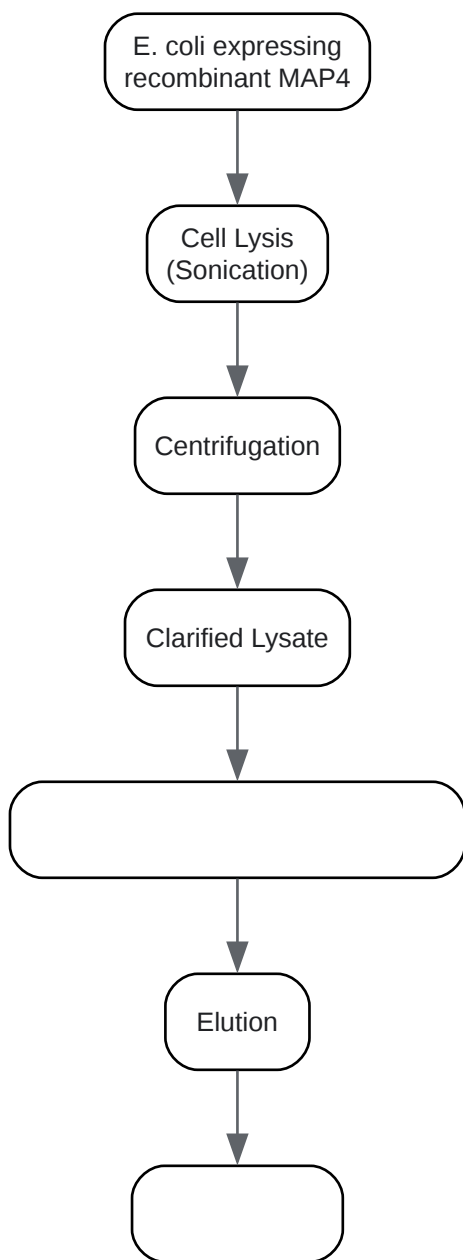 E. coli expressing
recombinant MAP4
Cell Lysis
(Sonication)
Centrifugation
Clarified Lysate
Elution